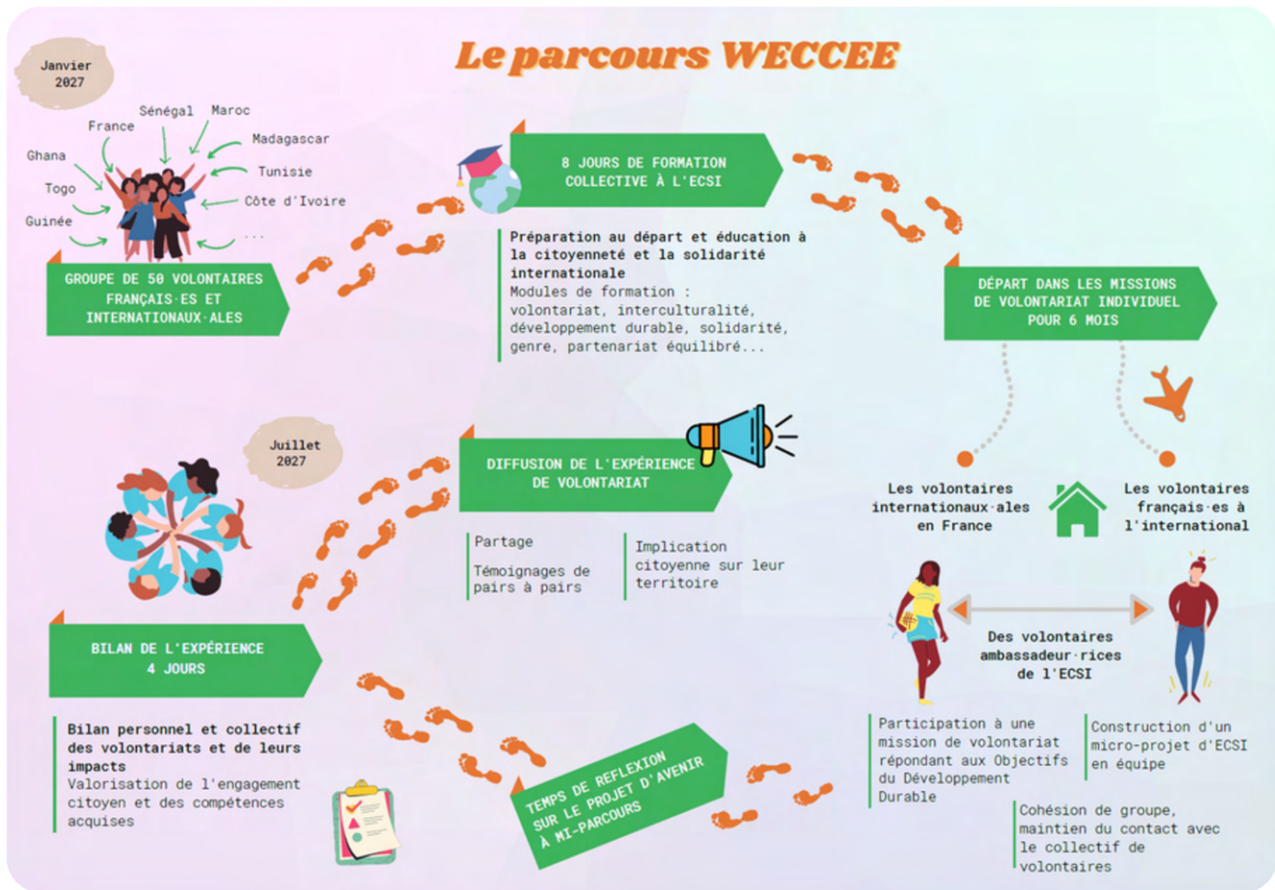 Le parcours WECCEE
Janvier
2027
Sénégal
Maroc
France
Madagascar
Ghana
Tunisie
Togo
Côte d'Ivoire
Guinée
...
GROUPE DE 50 VOLONTAIRES
FRANÇAIS·ES ET
INTERNATIONAUX·ALES
8 JOURS DE FORMATION
COLLECTIVE À L'ECSI
Préparation au départ et éducation à
la citoyenneté et la solidarité
internationale
Modules de formation :
volontariat, interculturalité,
développement durable, solidarité,
genre, partenariat équilibré...
DÉPART DANS LES MISSIONS
DE VOLONTARIAT INDIVIDUEL
POUR 6 MOIS
Les volontaires
internationaux·ales
en France
Les volontaires
français·es à
l'international
Des volontaires
ambassadeur·rices
de l'ECSI
Participation à une
mission de volontariat
répondant aux Objectifs
du Développement
Durable
Construction d'un
micro-projet d'ECSI
en équipe
Cohésion de groupe,
maintien du contact avec
le collectif de
volontaires
TEMPS DE REFLEXION
SUR LE PROJET D'AVENIR
À MI-PARCOURS
Juillet
2027
BILAN DE L'EXPÉRIENCE
4 JOURS
Bilan personnel et collectif
des volontariats et de leurs
impacts
Valorisation de l'engagement
citoyen et des compétences
acquises
DIFFUSION DE L'EXPÉRIENCE
DE VOLONTARIAT
Partage
Témoignages de
pairs à pairs
Implication
citoyenne sur leur
territoire